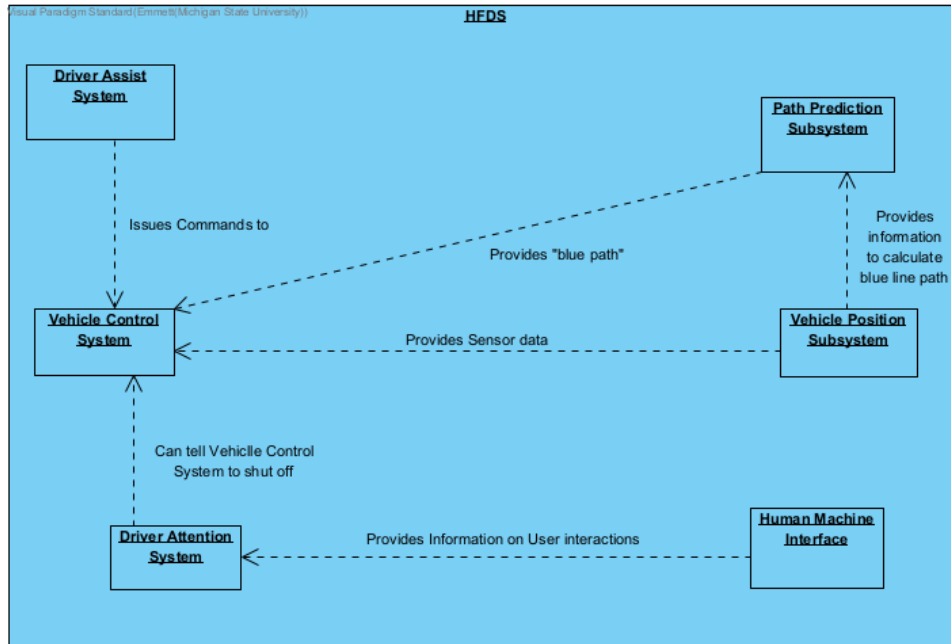 Visual Paradigm Standard(Emmett(Michigan State University))
HFDS
Driver Assist
System
Path Prediction
Subsystem
Issues Commands to
Provides
information
to calculate
blue line path
Provides "blue path"
Vehicle Control
System
Vehicle Position
Subsystem
Provides Sensor data
Can tell Vehiclle Control
System to shut off
Driver Attention
System
Human Machine
Interface
Provides Information on User interactions